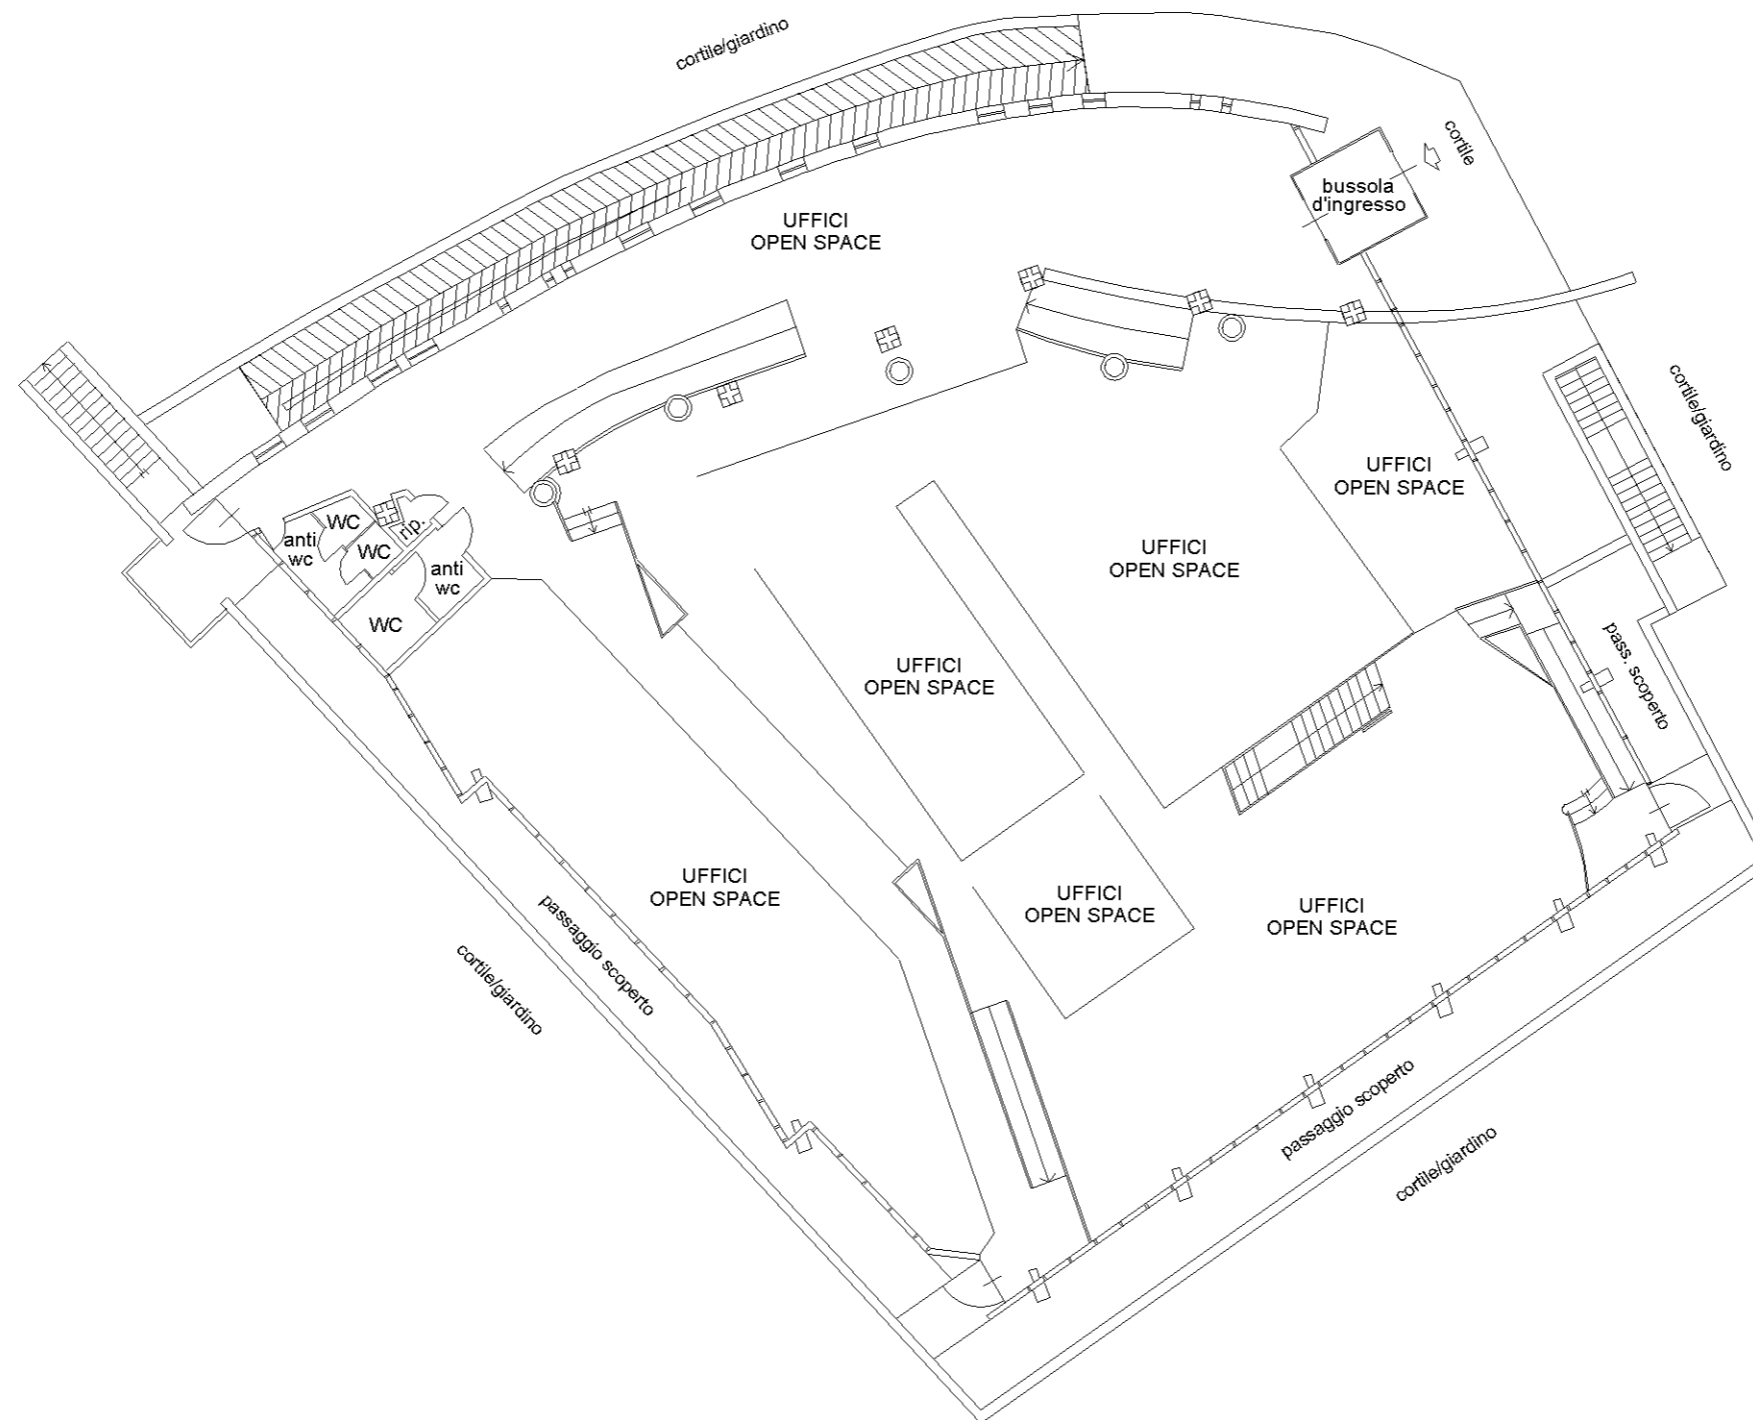 cortile/giardino
cortile
bussola
d'ingresso
UFFICI
OPEN SPACE
cortile/giardino
UFFICI
OPEN SPACE
WC
rip.
anti
wc
WC
anti
wc
WC
UFFICI
OPEN SPACE
pass. scoperto
UFFICI
OPEN SPACE
UFFICI
OPEN SPACE
UFFICI
OPEN SPACE
UFFICI
OPEN SPACE
passaggio scoperto
cortile/giardino
passaggio scoperto
cortile/giardino